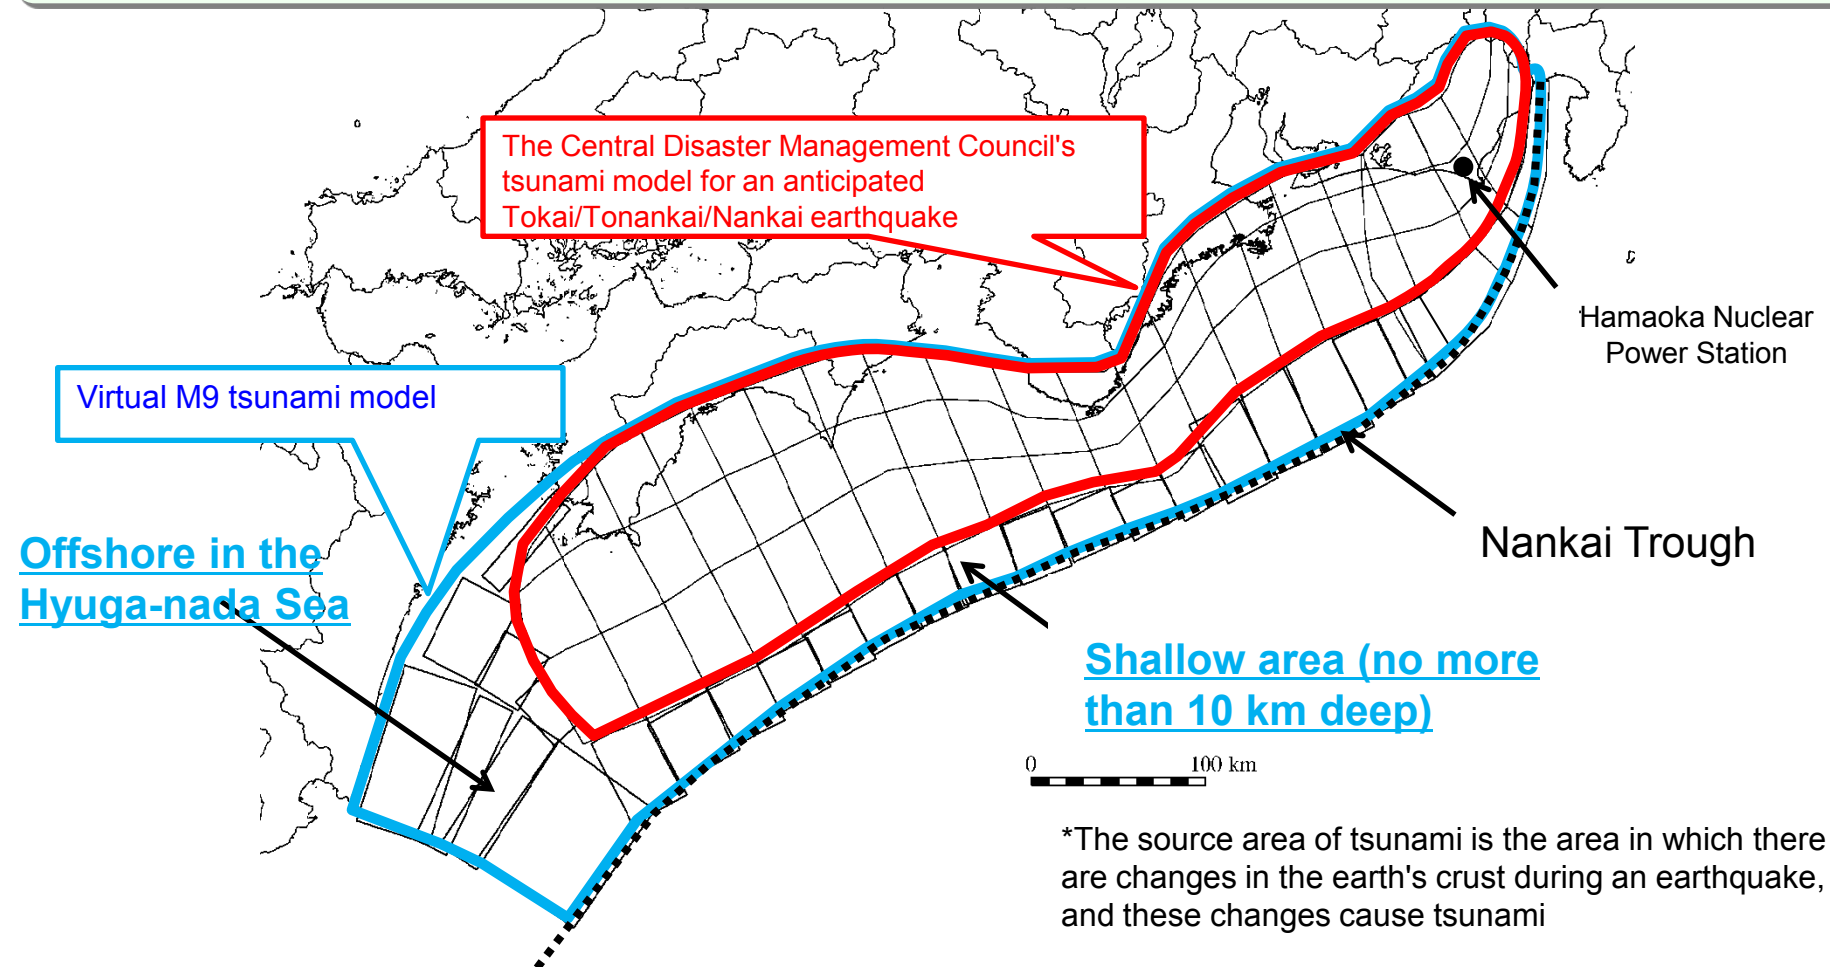 The Central Disaster Management Council's
tsunami model for an anticipated
Tokai/Tonankai/Nankai earthquake
Hamaoka Nuclear
Power Station
Virtual M9 tsunami model
Offshore in the
Hyuga-nada Sea
Nankai Trough
Shallow area (no more
than 10 km deep)
0 100 km
*The source area of tsunami is the area in which there
are changes in the earth's crust during an earthquake,
and these changes cause tsunami